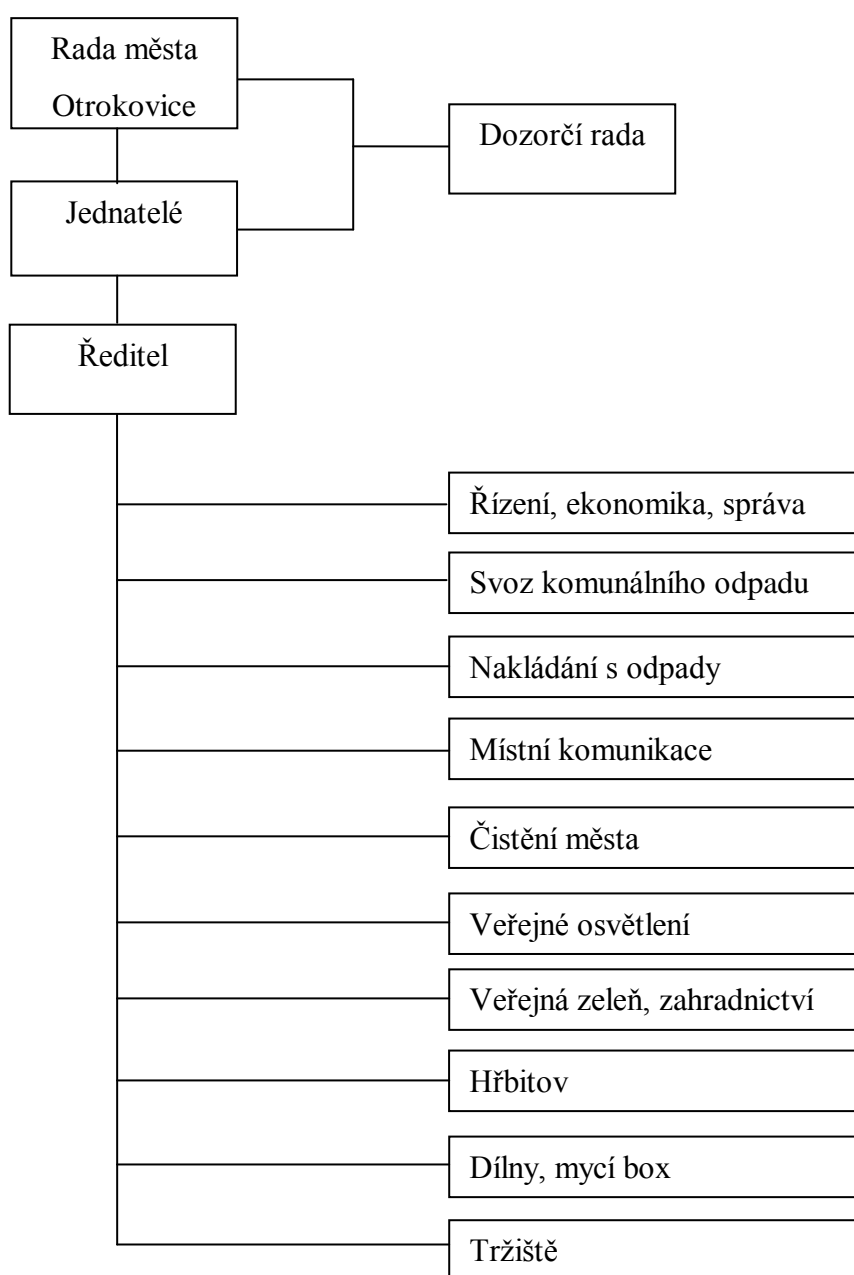 Rada města
Otrokovice
Dozorčí rada
Jednatelé
Ředitel
Řízení, ekonomika, správa
Svoz komunálního odpadu
Nakládání s odpady
Místní komunikace
Čistění města
Veřejné osvětlení
Veřejná zeleň, zahradnictví
Hřbitov
Dílny, mycí box
Tržiště